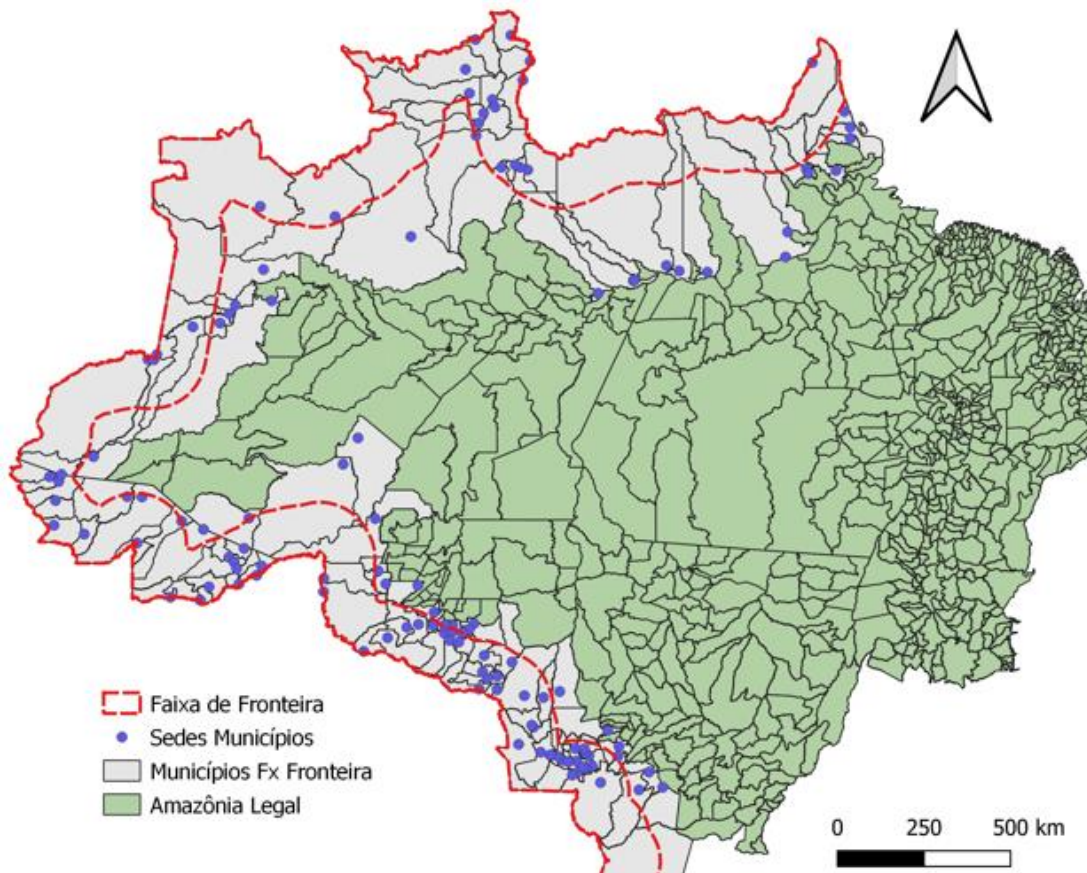 Faixa de Fronteira
Sedes Municípios
Municípios Fx Fronteira
Amazônia Legal
0 250 500 km